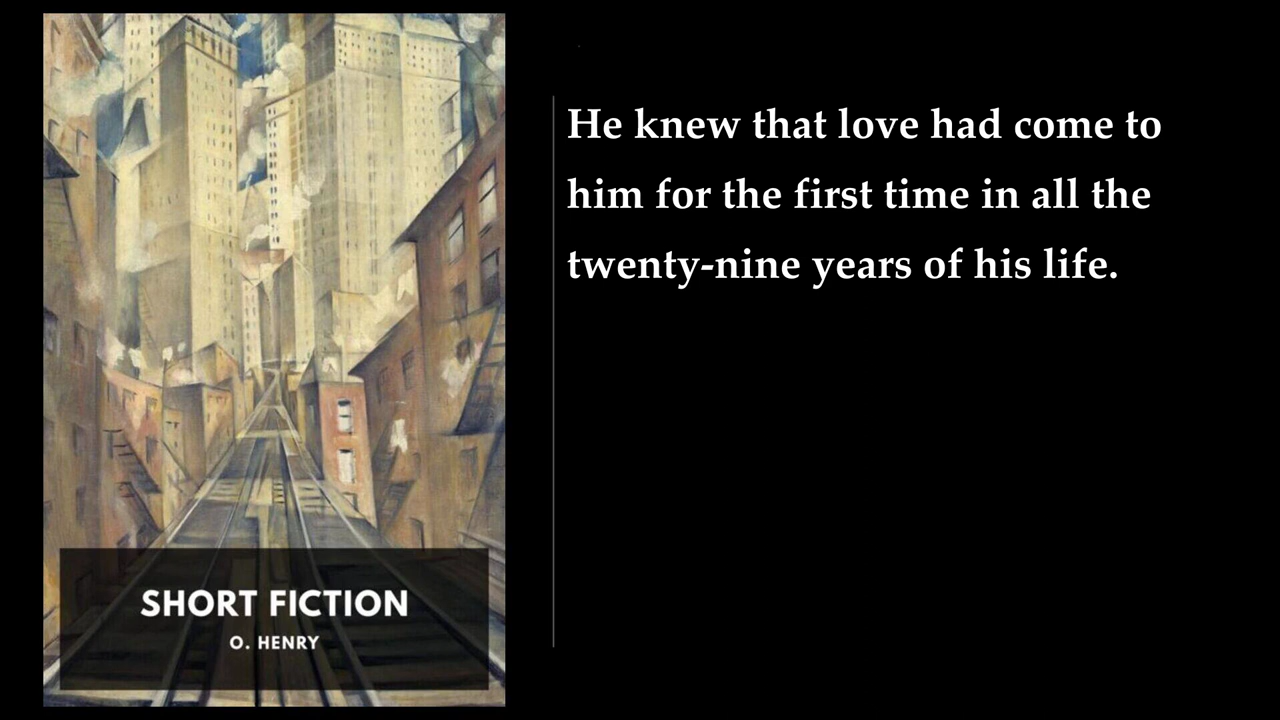 He knew that love had come to
him for the first time in all the
twenty-nine years of his life.
SHORT FICTION
O. HENRY